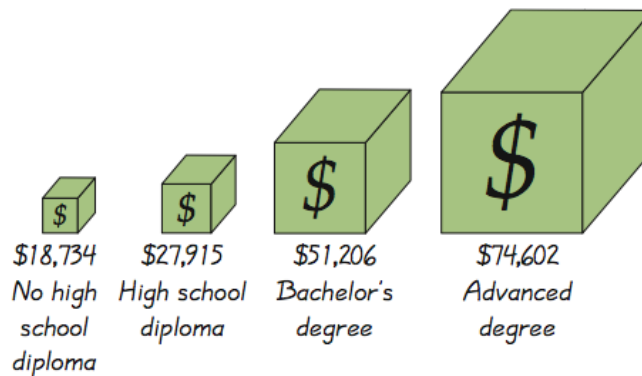 $ $ $ $
$18,734 $27,915 $51,206 $74,602
No high High school Bachelor's Advanced
school diploma degree degree
diploma